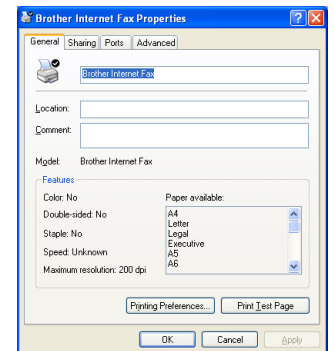 Brother Internet Fax Properties
General Sharing Ports Advanced
Brother Internet Fax
Location:
Comment:
Model: Brother Internet Fax
Features
Color: No
Double-sided: No
Staple: No
Speed: Unknown
Maximum resolution: 200 dpi
Paper available:
A4
Letter
Legal
Executive
A5
A6
Printing Preferences... Print Test Page
OK Cancel Apply